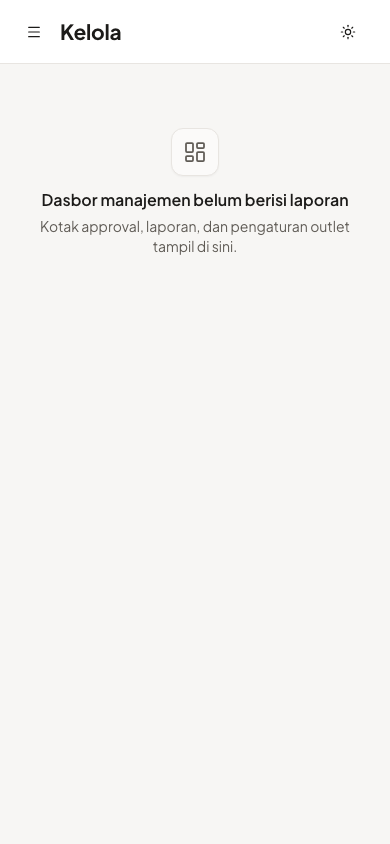 Kelola
Dasbor manajemen belum berisi laporan
Kotak approval, laporan, dan pengaturan outlet
tampil di sini.